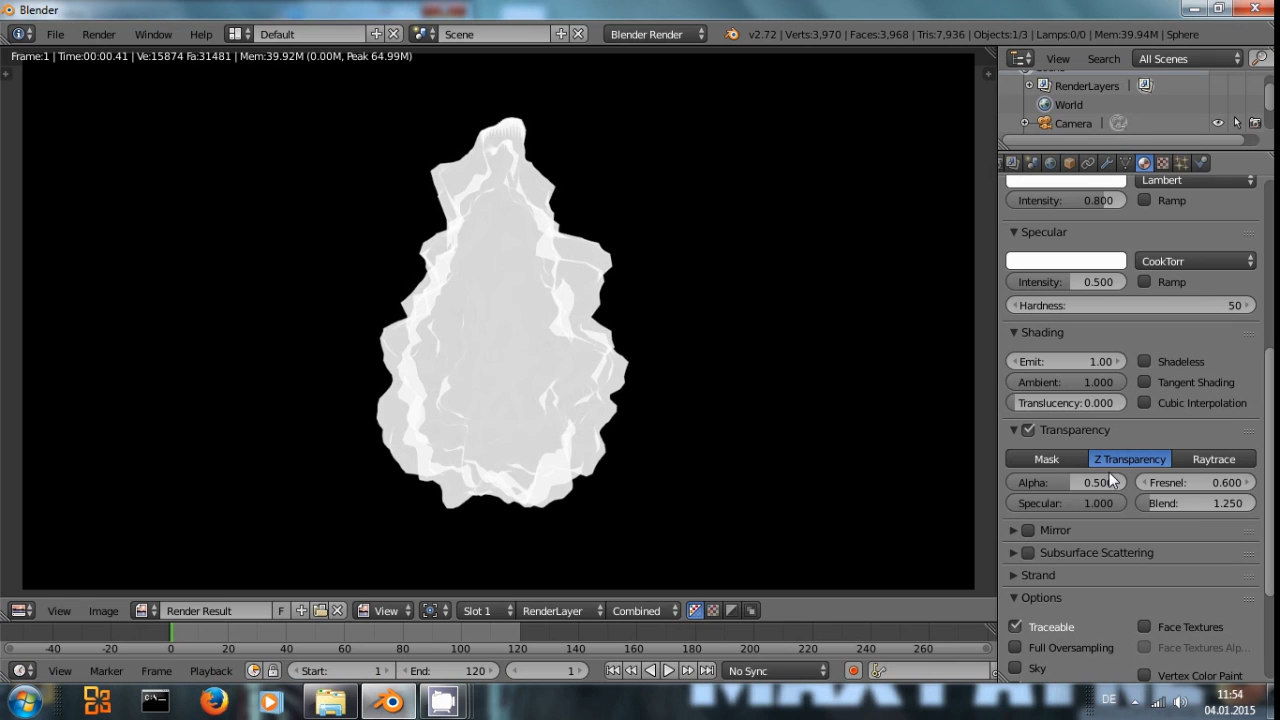 Blender
File Render Window Help Default Scene Blender Render v2.72 | Verts:3,970 | Faces:3,968 | Tris:7,936 | Objects:1/3 | Lamps:0/0 | Mem:39.94M | Sphere
Frame:1 | Time:00:00.41 | Ve:15874 Fa:31481 | Mem:39.92M (0.00M, Peak 64.99M)
View Search All Scenes
RenderLayers
World
Camera
Lambert
Intensity: 0.800 Ramp
Specular
CookTorr
Intensity: 0.500 Ramp
Hardness: 50
Shading
Emit: 1.00 Shadeless
Ambient: 1.000 Tangent Shading
Translucency: 0.000 Cubic Interpolation
Transparency
Mask Z Transparency Raytrace
Alpha: 0.500 Fresnel: 0.600
Specular: 1.000 Blend: 1.250
Mirror
Subsurface Scattering
Strand
Options
Traceable Face Textures
Full Oversampling Face Textures Alp...
Sky Vertex Color Paint
View Image Render Result F View Slot 1 RenderLayer Combined
-40 -20 0 20 40 60 80 100 120 140 160 180 200 220 240 260
View Marker Frame Playback Start: 1 End: 120 1 No Sync
DE 11:54
04.01.2015